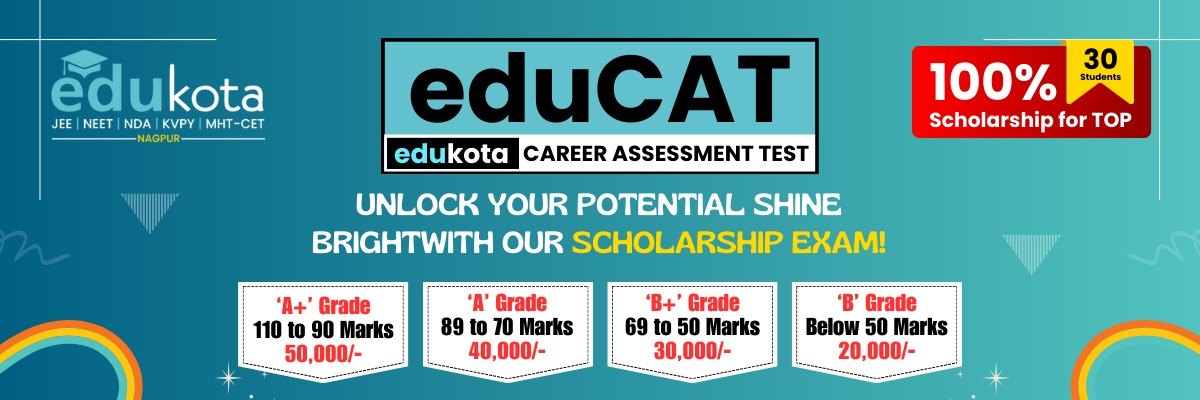 edukota
JEE | NEET | NDA | KVPY | MHT-CET
NAGPUR
eduCAT
edukota CAREER ASSESSMENT TEST
100%
30
Students
Scholarship for TOP
UNLOCK YOUR POTENTIAL SHINE
BRIGHTWITH OUR SCHOLARSHIP EXAM!
‘A+’ Grade
110 to 90 Marks
50,000/-
‘A’ Grade
89 to 70 Marks
40,000/-
‘B+’ Grade
69 to 50 Marks
30,000/-
‘B’ Grade
Below 50 Marks
20,000/-